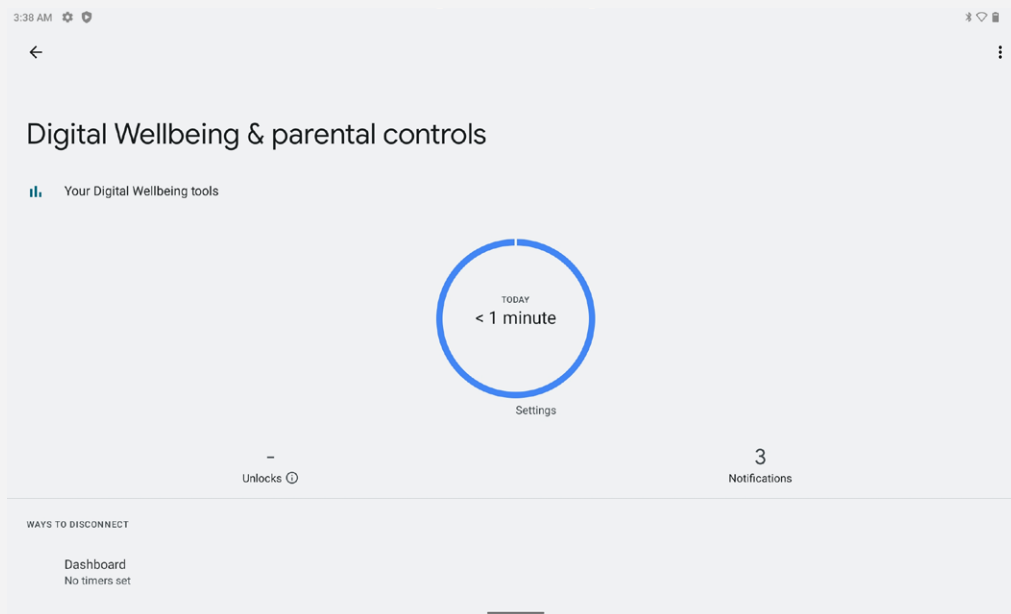 3:38 AM
Digital Wellbeing & parental controls
Your Digital Wellbeing tools
TODAY
< 1 minute
Settings
-
Unlocks
3
Notifications
WAYS TO DISCONNECT
Dashboard
No timers set